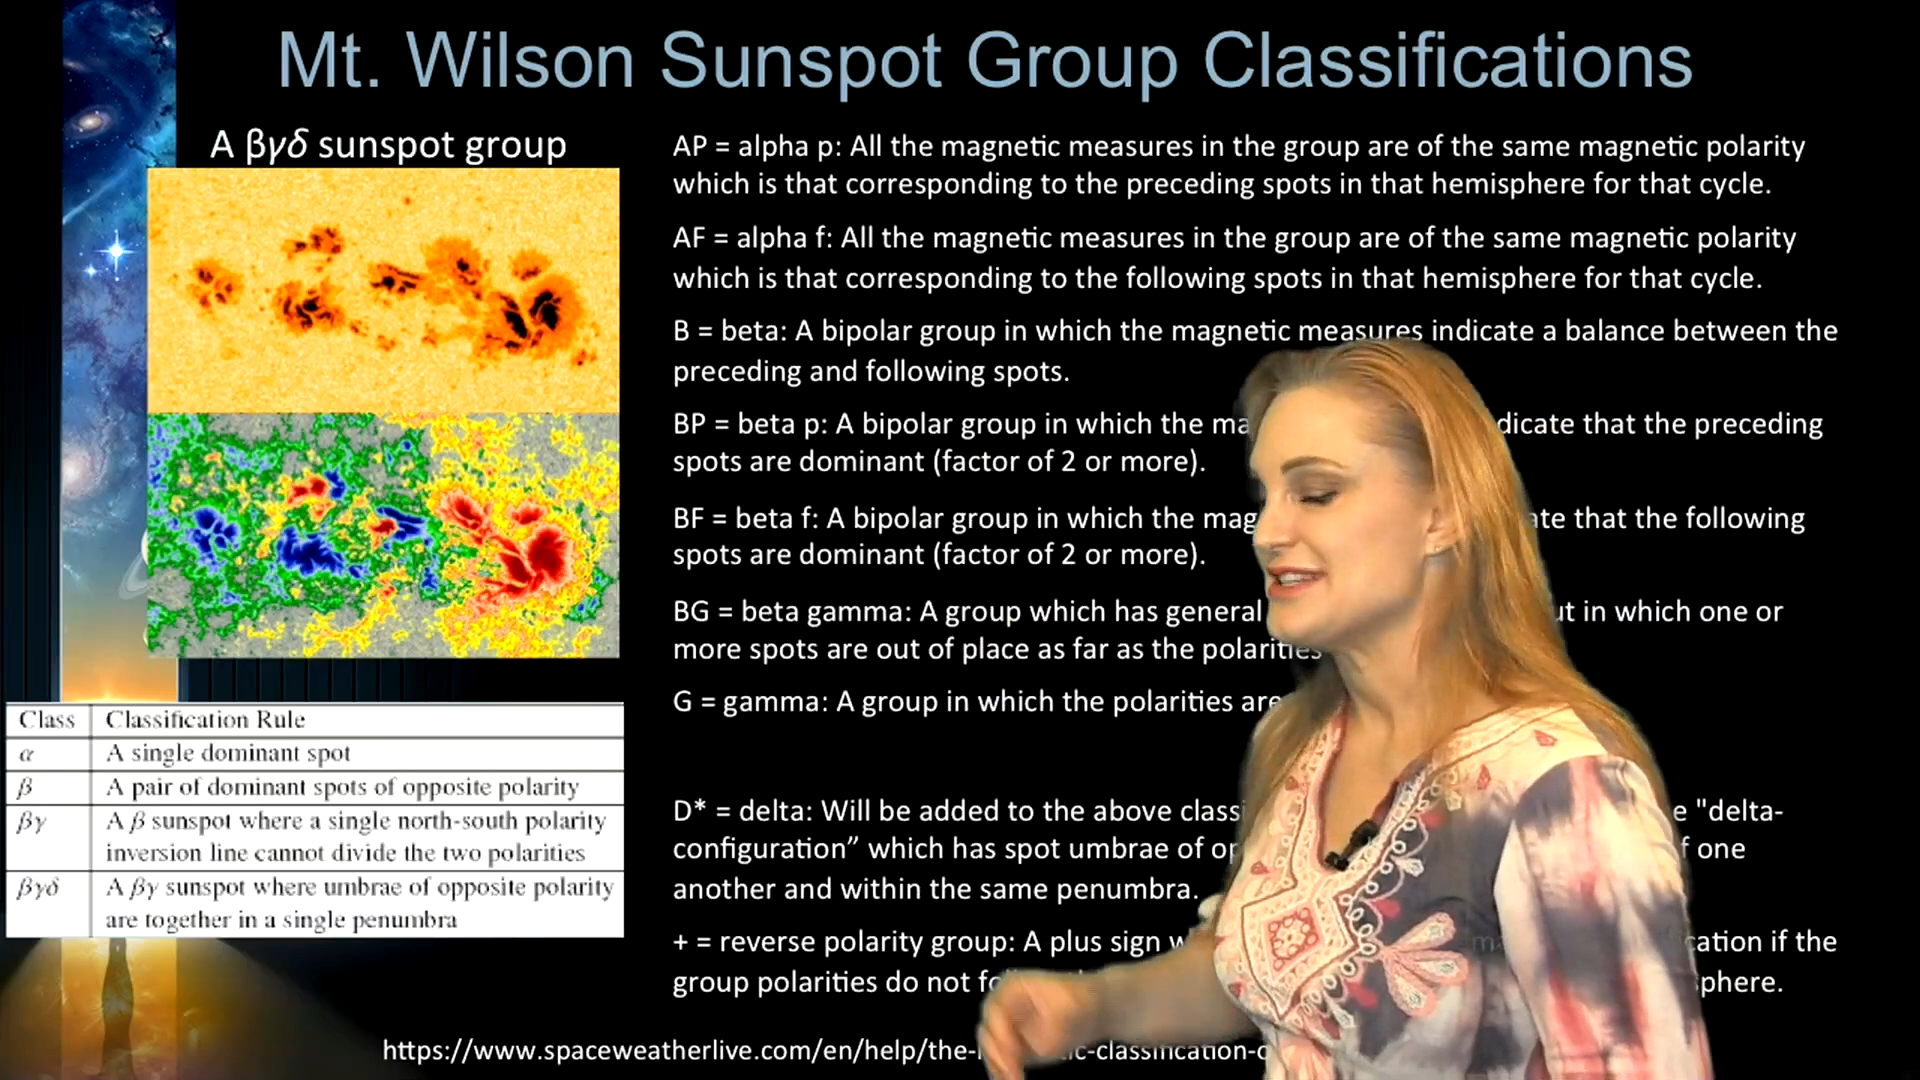 Mt. Wilson Sunspot Group Classifications
A βγδ sunspot group
AP = alpha p: All the magnetic measures in the group are of the same magnetic polarity
which is that corresponding to the preceding spots in that hemisphere for that cycle.
AF = alpha f: All the magnetic measures in the group are of the same magnetic polarity
which is that corresponding to the following spots in that hemisphere for that cycle.
B = beta: A bipolar group in which the magnetic measures indicate a balance between the
preceding and following spots.
BP = beta p: A bipolar group in which the that the preceding
spots are dominant (factor of 2 or more).
BF = beta f: A bipolar group in which the that the following
spots are dominant (factor of 2 or more).
BG = beta gamma: A group which has general in which one or
more spots are out of place as far as the polarities
G = gamma: A group in which the polarities are
D* = delta: Will be added to the above "delta-
configuration” which has spot umbrae of one
another and within the same penumbra.
+ = reverse polarity group: A plus sign if the
group polarities do not
https://www.spaceweatherlive.com/en/help/the-
Class Classification Rule
α A single dominant spot
β A pair of dominant spots of opposite polarity
βγ A β sunspot where a single north-south polarity
inversion line cannot divide the two polarities
βγδ A βγ sunspot where umbrae of opposite polarity
are together in a single penumbra